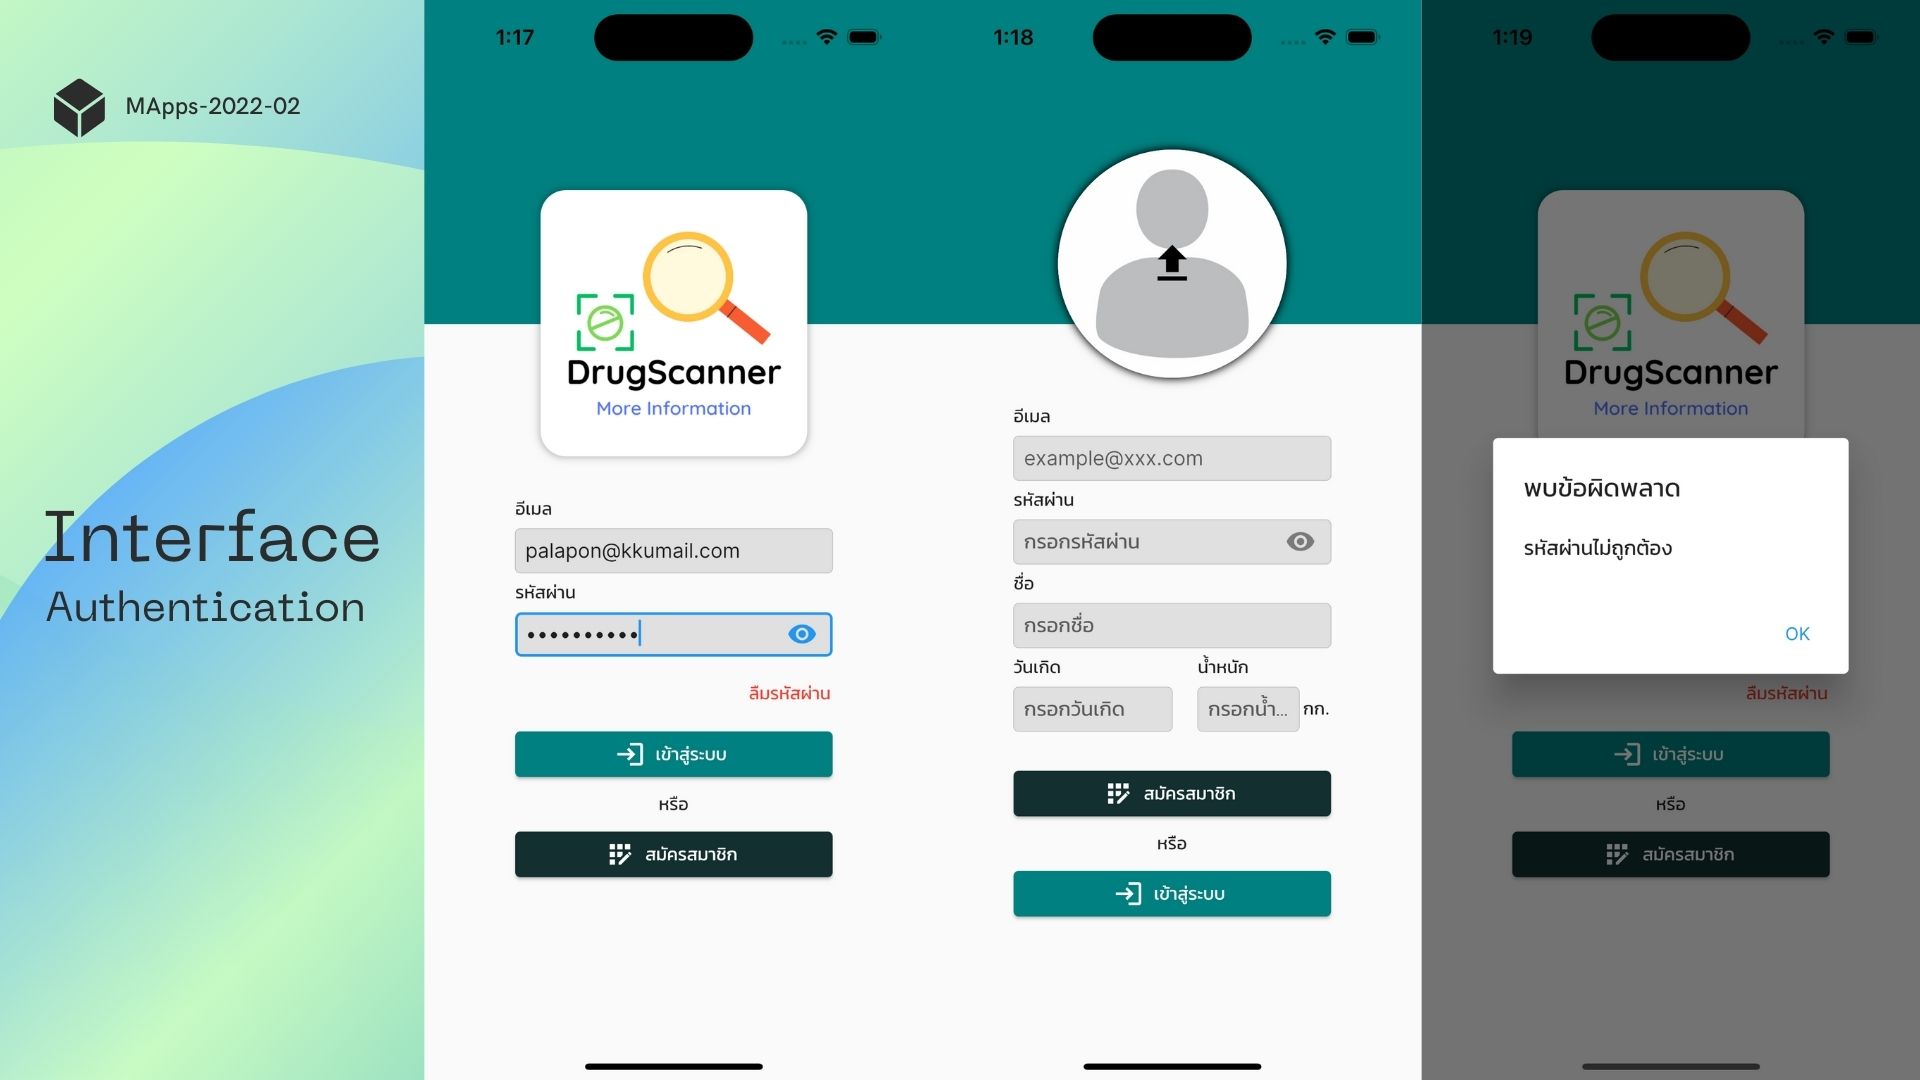 MApps-2022-02
Interface
Authentication
1:17
DrugScanner
More Information
อีเมล
palapon@kkumail.com
รหัสผ่าน
••••••••••
ลืมรหัสผ่าน
เข้าสู่ระบบ
หรือ
สมัครสมาชิก
1:18
อีเมล
example@xxx.com
รหัสผ่าน
กรอกรหัสผ่าน
ชื่อ
กรอกชื่อ
วันเกิด น้ำหนัก
กรอกวันเกิด กรอกน้ำ... กก.
สมัครสมาชิก
หรือ
เข้าสู่ระบบ
1:19
DrugScanner
More Information
พบข้อผิดพลาด
รหัสผ่านไม่ถูกต้อง
OK
ลืมรหัสผ่าน
เข้าสู่ระบบ
หรือ
สมัครสมาชิก